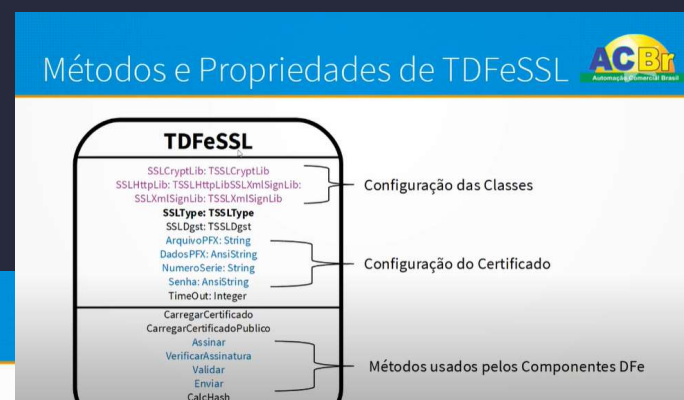 Métodos e Propriedades de TDFeSSL
ACBr
Automação Comercial Brasil
TDFeSSL
SSLCryptLib: TSSLCryptLib
SSLHttpLib: TSSLHttpLibSSLXmlSignLib:
SSLXmlSignLib: TSSLXmlSignLib
Configuração das Classes
SSLType: TSSLType
SSLDgst: TSSLDgst
ArquivoPFX: String
DadosPFX: AnsiString
NumeroSerie: String
Senha: AnsiString
Configuração do Certificado
TimeOut: Integer
CarregarCertificado
CarregarCertificadoPublico
Assinar
VerificarAssinatura
Validar
Enviar
Métodos usados pelos Componentes DFe
CalcHash